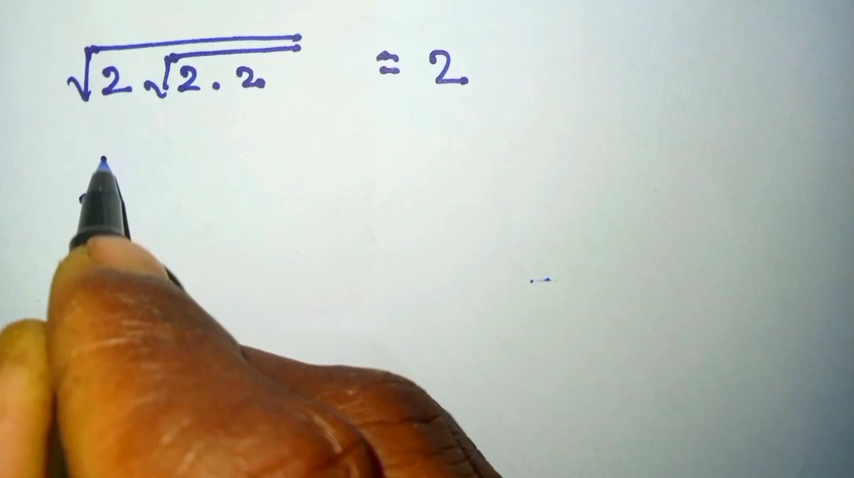 √2 √2 . 2 = 2